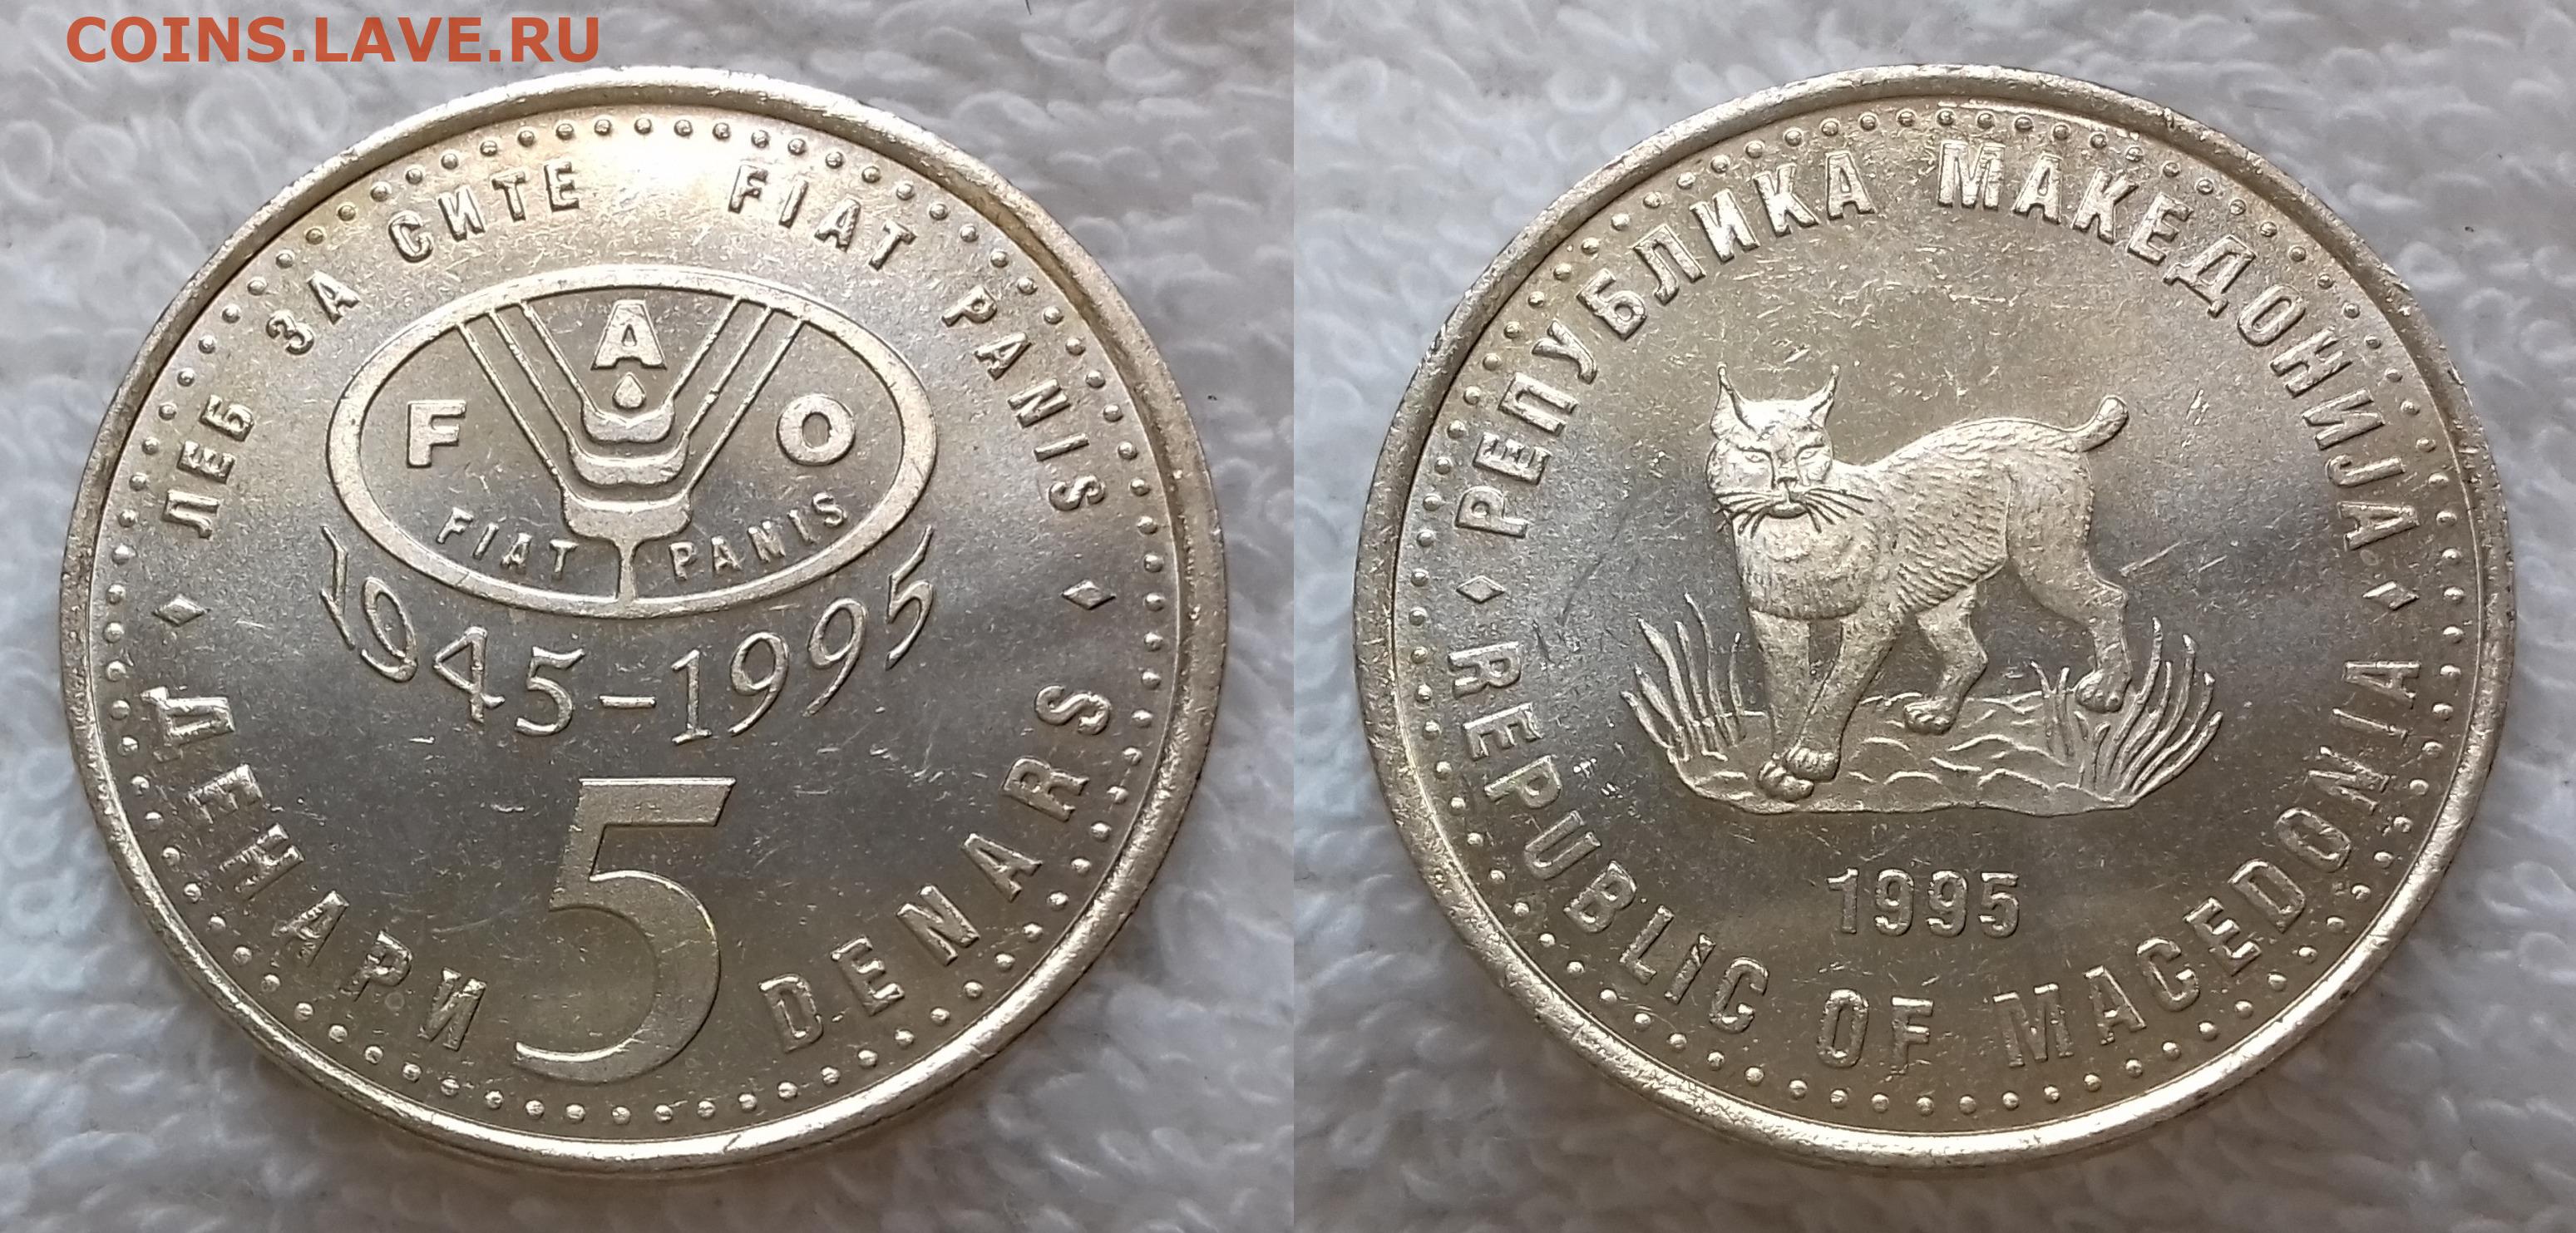 COINS.LAVE.RU
ЛЕБ ЗА СИТЕ FIAT PANIS
F A O
FIAT PANIS
1945-1995
5
ДЕНАРИ DENARS
РЕПУБЛИКА МАКЕДОНИЈА
1995
REPUBLIC OF MACEDONIA